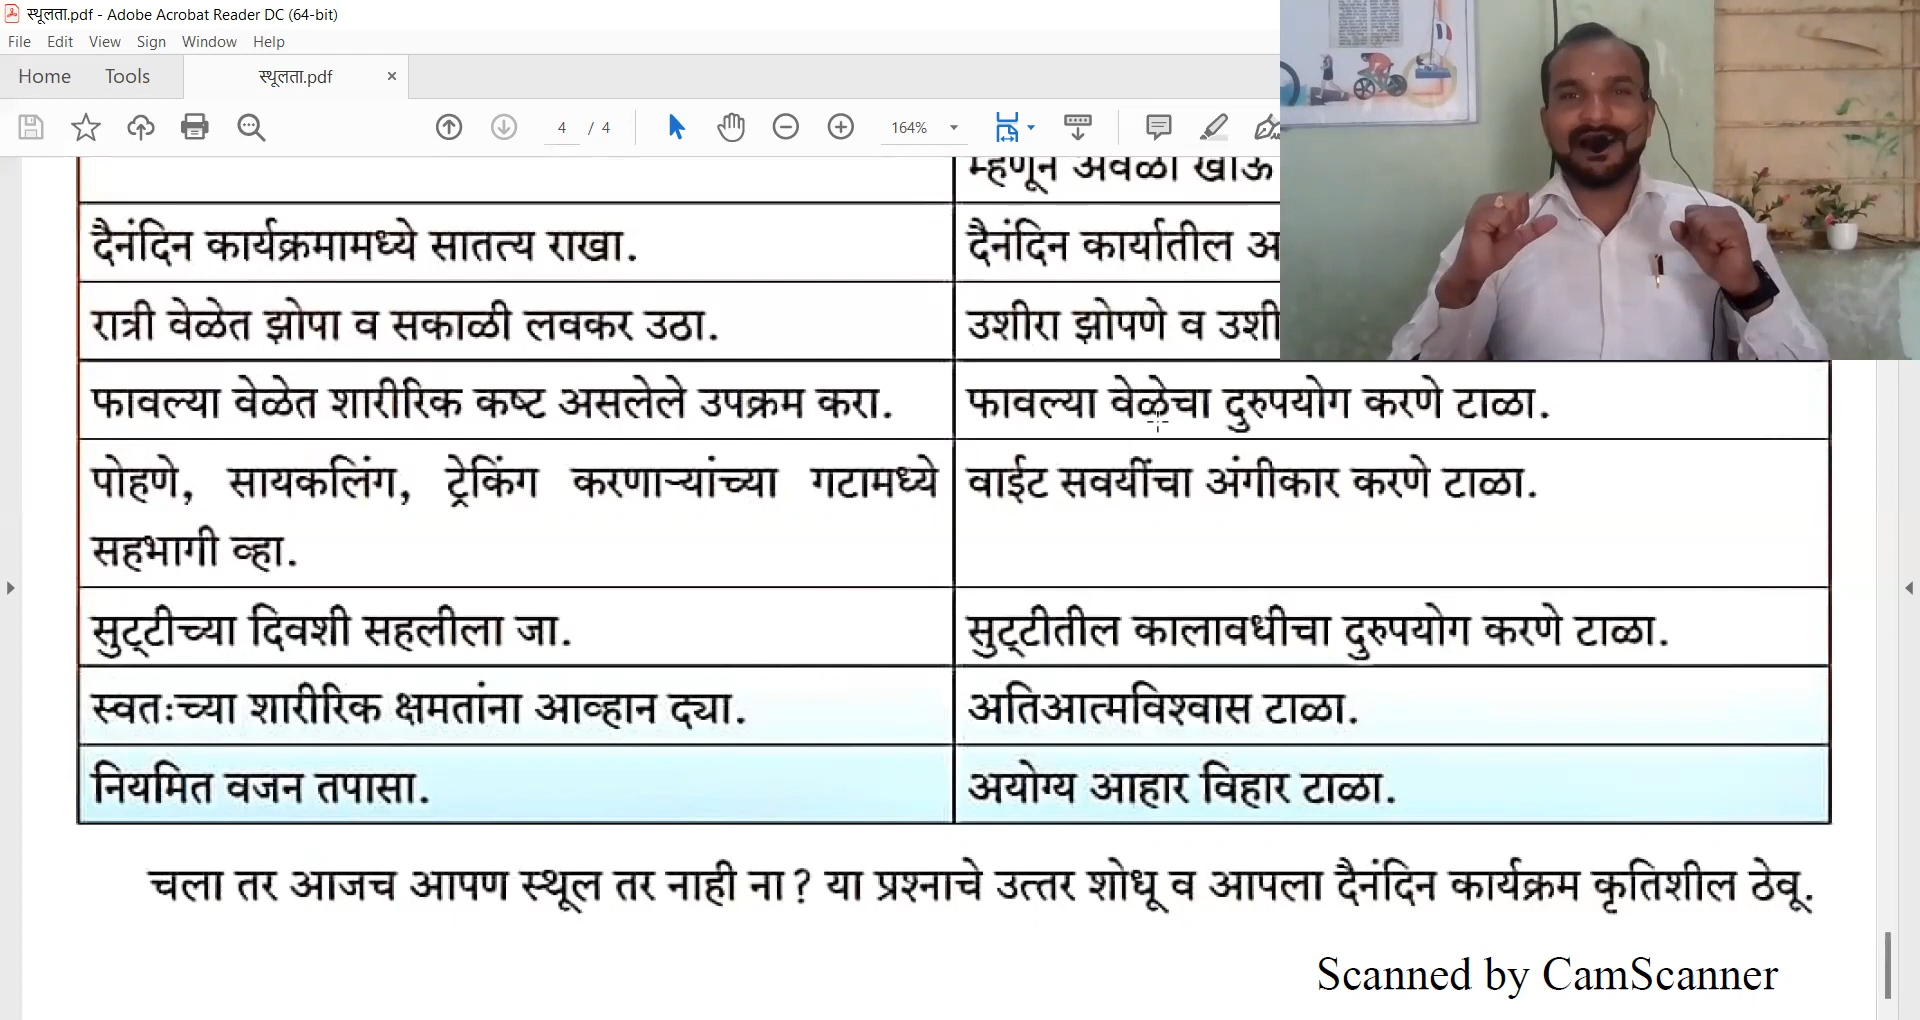 स्थूलता.pdf - Adobe Acrobat Reader DC (64-bit)
File Edit View Sign Window Help
Home Tools स्थूलता.pdf ×
4 / 4 164%
म्हणून अवेळी खाऊ
दैनंदिन कार्यक्रमामध्ये सातत्य राखा. दैनंदिन कार्यातील अ
रात्री वेळेत झोपा व सकाळी लवकर उठा. उशीरा झोपणे व उशी
फावल्या वेळेत शारीरिक कष्ट असलेले उपक्रम करा. फावल्या वेळेचा दुरुपयोग करणे टाळा.
पोहणे, सायकलिंग, ट्रेकिंग करणाऱ्यांच्या गटामध्ये वाईट सवयींचा अंगीकार करणे टाळा.
सहभागी व्हा.
सुट्टीच्या दिवशी सहलीला जा. सुट्टीतील कालावधीचा दुरुपयोग करणे टाळा.
स्वतःच्या शारीरिक क्षमतांना आव्हान द्या. अतिआत्मविश्वास टाळा.
नियमित वजन तपासा. अयोग्य आहार विहार टाळा.
चला तर आजच आपण स्थूल तर नाही ना? या प्रश्नाचे उत्तर शोधू व आपला दैनंदिन कार्यक्रम कृतिशील ठेवू.
Scanned by CamScanner